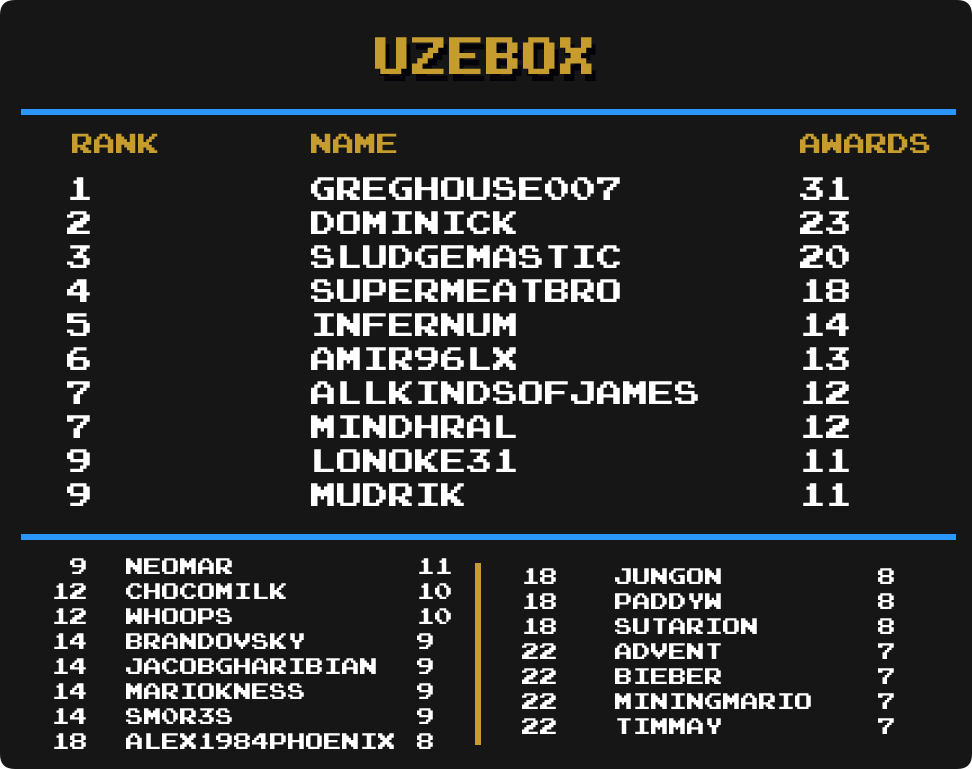 UZEBOX
RANK NAME AWARDS
1 GREGHOUSE007 31
2 DOMINICK 23
3 SLUDGEMASTIC 20
4 SUPERMEATBRO 18
5 INFERNUM 14
6 AMIR96LX 13
7 ALLKINDSOFJAMES 12
7 MINDHRAL 12
9 LONOKE31 11
9 MUDRIK 11
9 NEOMAR 11
12 CHOCOMILK 10
12 WHOOPS 10
14 BRANDOVSKY 9
14 JACOBGHARIBIAN 9
14 MARIOKNESS 9
14 SM0R3S 9
18 ALEX1984PHOENIX 8
18 JUNGON 8
18 PADDYW 8
18 SUTARION 8
22 ADVENT 7
22 BIEBER 7
22 MININGMARIO 7
22 TIMMAY 7